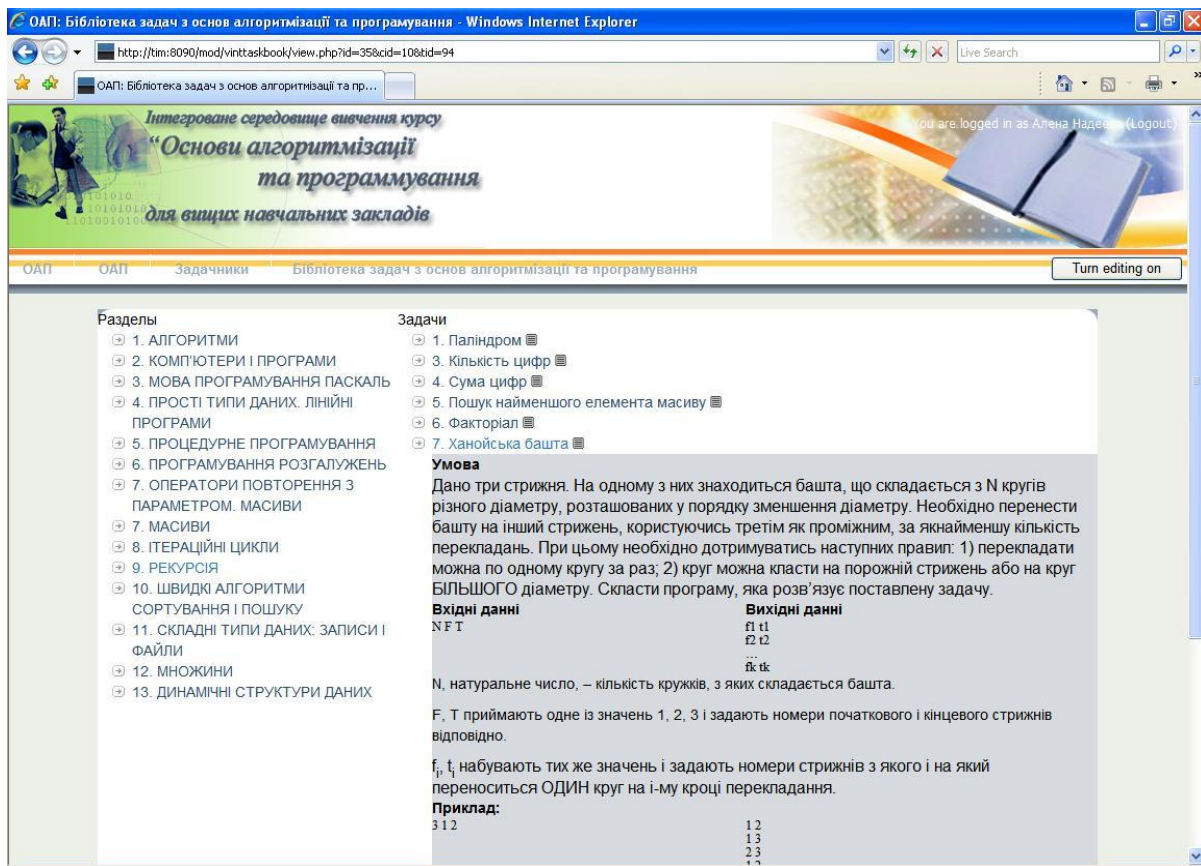 ОАП: Бібліотека задач з основ алгоритмізації та програмування - Windows Internet Explorer
http://tim:8090/mod/vinttaskbook/view.php?id=35&cid=10&tid=94
Live Search
ОАП: Бібліотека задач з основ алгоритмізації та пр...
Інтегроване середовище вивчення курсу
“Основи алгоритмізації
та программування
для вищих навчальних закладів
You are logged in as Алена Надеева (Logout)
ОАП ОАП Задачники Бібліотека задач з основ алгоритмізації та програмування
Turn editing on
Разделы
1. АЛГОРИТМИ
2. КОМП'ЮТЕРИ І ПРОГРАМИ
3. МОВА ПРОГРАМУВАННЯ ПАСКАЛЬ
4. ПРОСТІ ТИПИ ДАНИХ. ЛІНІЙНІ
ПРОГРАМИ
5. ПРОЦЕДУРНЕ ПРОГРАМУВАННЯ
6. ПРОГРАМУВАННЯ РОЗГАЛУЖЕНЬ
7. ОПЕРАТОРИ ПОВТОРЕННЯ З
ПАРАМЕТРОМ. МАСИВИ
7. МАСИВИ
8. ІТЕРАЦІЙНІ ЦИКЛИ
9. РЕКУРСІЯ
10. ШВИДКІ АЛГОРИТМИ
СОРТУВАННЯ І ПОШУКУ
11. СКЛАДНІ ТИПИ ДАНИХ: ЗАПИСИ І
ФАЙЛИ
12. МНОЖИНИ
13. ДИНАМІЧНІ СТРУКТУРИ ДАНИХ
Задачи
1. Паліндром
3. Кількість цифр
4. Сума цифр
5. Пошук найменшого елемента масиву
6. Факторіал
7. Ханойська башта
Умова
Дано три стрижня. На одному з них знаходиться башта, що складається з N кругів
різного діаметру, розташованих у порядку зменшення діаметру. Необхідно перенести
башту на інший стрижень, користуючись третім як проміжним, за якнайменшу кількість
перекладань. При цьому необхідно дотримуватись наступних правил: 1) перекладати
можна по одному кругу за раз; 2) круг можна класти на порожній стрижень або на круг
БІЛЬШОГО діаметру. Скласти програму, яка розв'язує поставлену задачу.
Вхідні данні Вихідні данні
N F T f1 t1
f2 t2
...
fk tk
N, натуральне число, – кількість кружків, з яких складається башта.
F, T приймають одне із значень 1, 2, 3 і задають номери початкового і кінцевого стрижнів
відповідно.
fi, ti набувають тих же значень і задають номери стрижнів з якого і на який
переноситься ОДИН круг на і-му кроці перекладання.
Приклад:
3 1 2 1 2
1 3
2 3
1 2